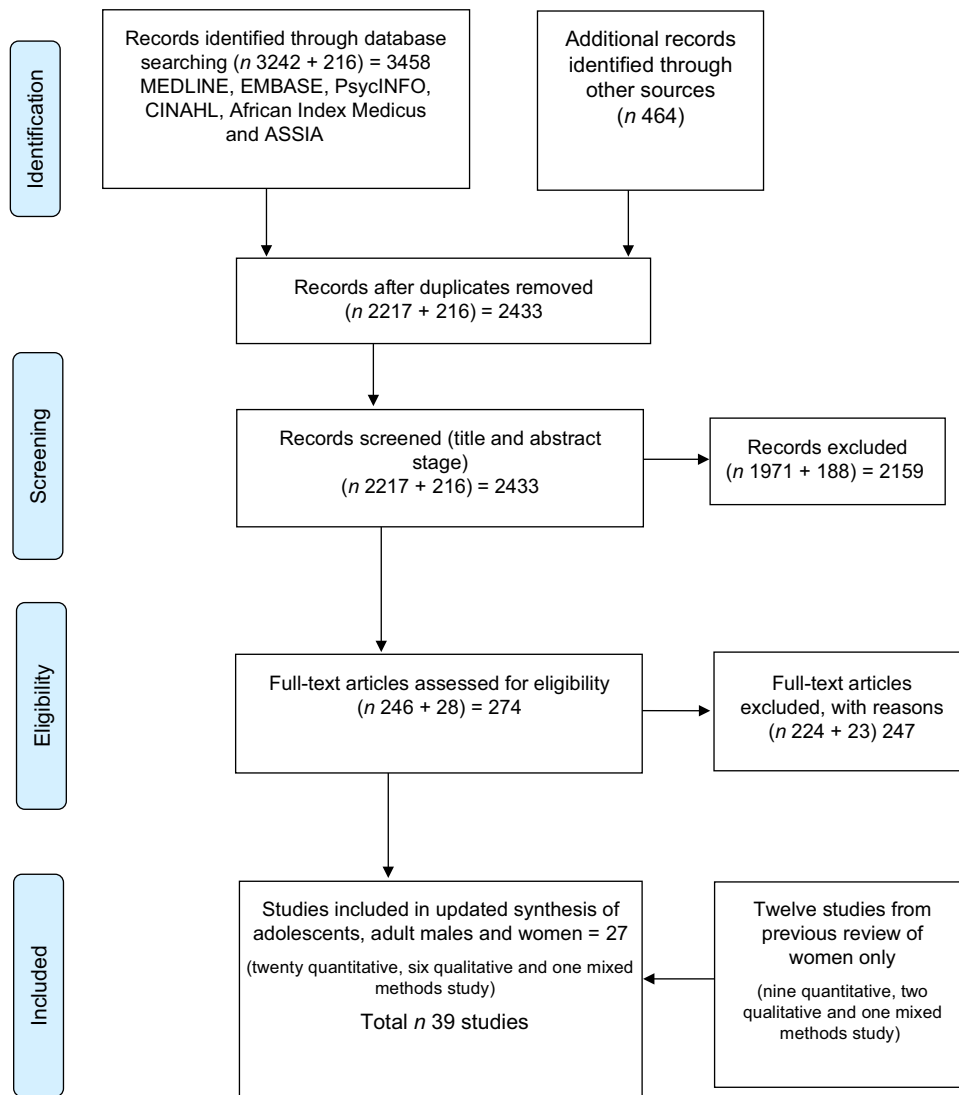 Identification
Records identified through database
searching (n 3242 + 216) = 3458
MEDLINE, EMBASE, PsycINFO,
CINAHL, African Index Medicus
and ASSIA
Additional records
identified through
other sources
(n 464)
Records after duplicates removed
(n 2217 + 216) = 2433
Screening
Records screened (title and abstract
stage)
(n 2217 + 216) = 2433
Records excluded
(n 1971 + 188) = 2159
Eligibility
Full-text articles assessed for eligibility
(n 246 + 28) = 274
Full-text articles
excluded, with reasons
(n 224 + 23) 247
Included
Studies included in updated synthesis of
adolescents, adult males and women = 27
(twenty quantitative, six qualitative and one mixed
methods study)
Total n 39 studies
Twelve studies from
previous review of
women only
(nine quantitative, two
qualitative and one mixed
methods study)